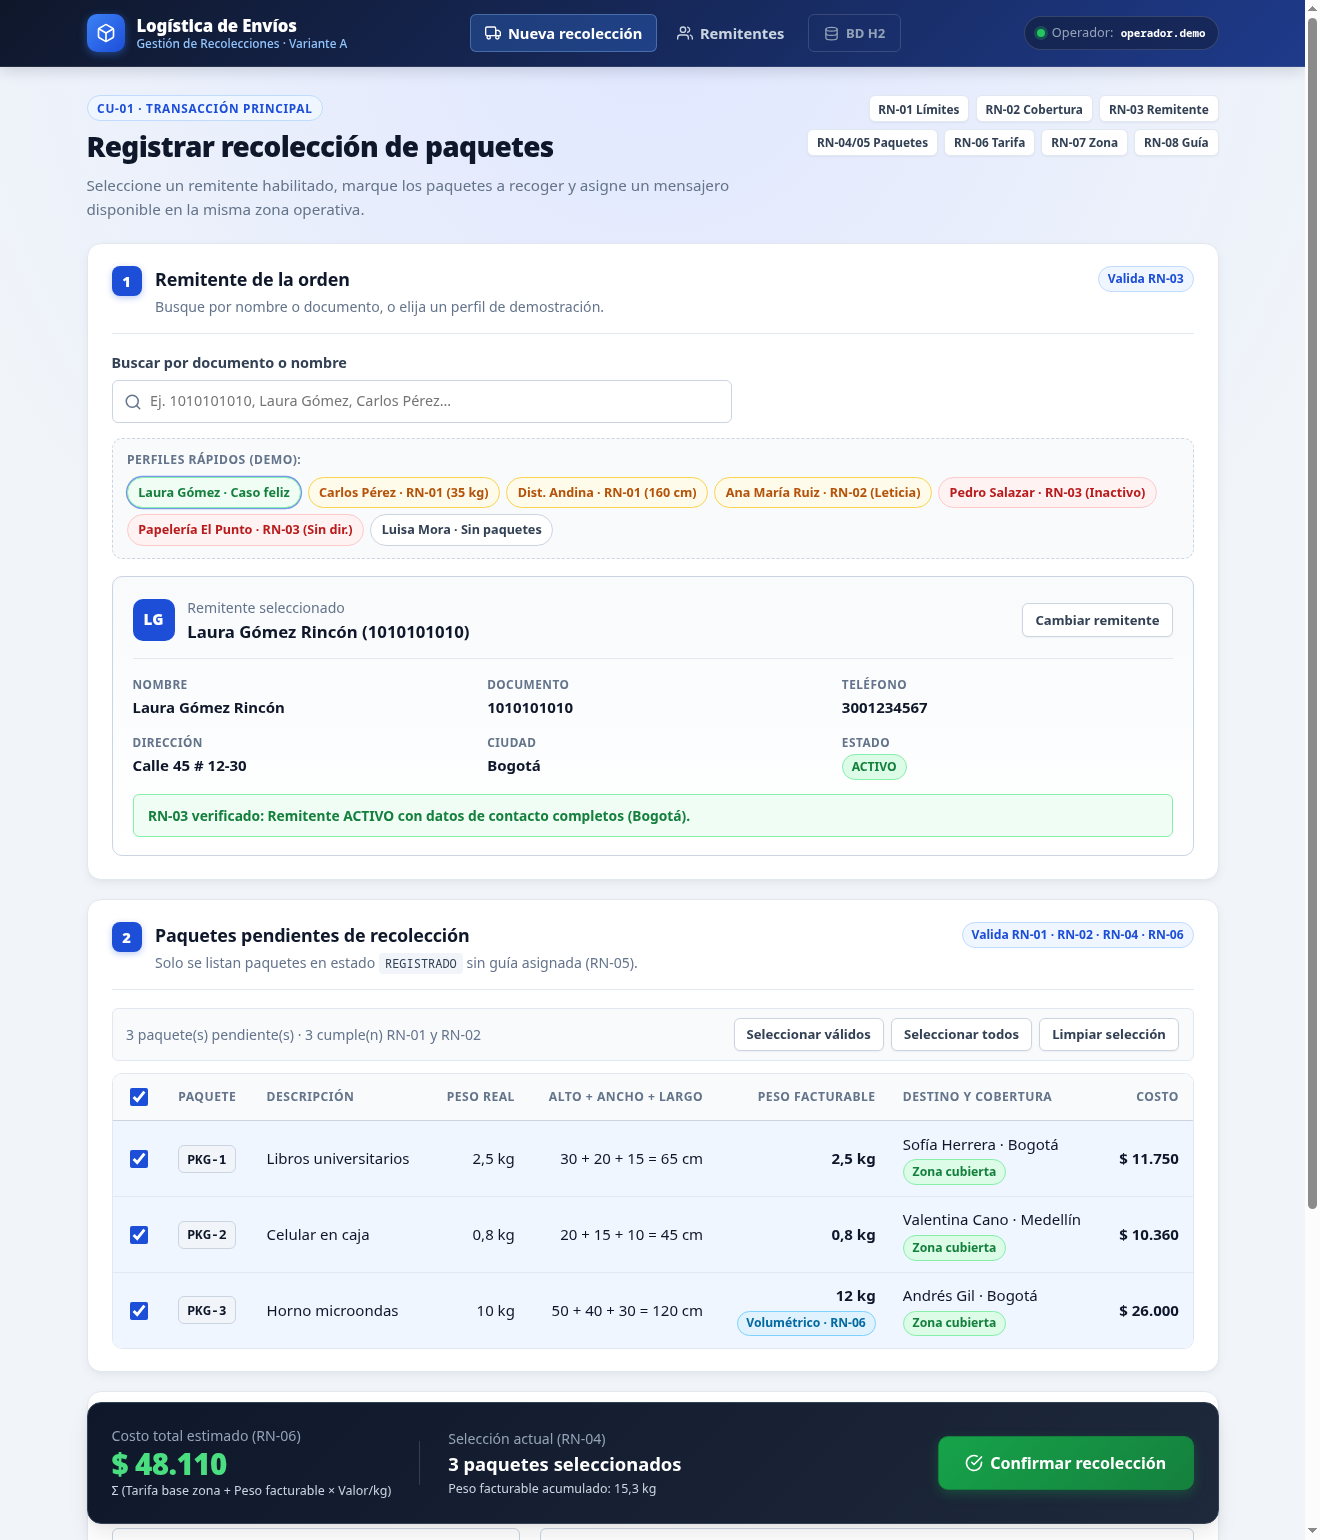 Logística de Envíos
Gestión de Recolecciones · Variante A
Nueva recolección
Remitentes
BD H2
Operador: operador.demo
CU-01 · TRANSACCIÓN PRINCIPAL
Registrar recolección de paquetes
Seleccione un remitente habilitado, marque los paquetes a recoger y asigne un mensajero
disponible en la misma zona operativa.
RN-01 Límites
RN-02 Cobertura
RN-03 Remitente
RN-04/05 Paquetes
RN-06 Tarifa
RN-07 Zona
RN-08 Guía
1
Remitente de la orden
Busque por nombre o documento, o elija un perfil de demostración.
Valida RN-03
Buscar por documento o nombre
Ej. 1010101010, Laura Gómez, Carlos Pérez...
PERFILES RÁPIDOS (DEMO):
Laura Gómez · Caso feliz
Carlos Pérez · RN-01 (35 kg)
Dist. Andina · RN-01 (160 cm)
Ana María Ruiz · RN-02 (Leticia)
Pedro Salazar · RN-03 (Inactivo)
Papelería El Punto · RN-03 (Sin dir.)
Luisa Mora · Sin paquetes
LG
Remitente seleccionado
Laura Gómez Rincón (1010101010)
Cambiar remitente
NOMBRE
Laura Gómez Rincón
DOCUMENTO
1010101010
TELÉFONO
3001234567
DIRECCIÓN
Calle 45 # 12-30
CIUDAD
Bogotá
ESTADO
ACTIVO
RN-03 verificado: Remitente ACTIVO con datos de contacto completos (Bogotá).
2
Paquetes pendientes de recolección
Solo se listan paquetes en estado REGISTRADO sin guía asignada (RN-05).
Valida RN-01 · RN-02 · RN-04 · RN-06
3 paquete(s) pendiente(s) · 3 cumple(n) RN-01 y RN-02
Seleccionar válidos
Seleccionar todos
Limpiar selección
PAQUETE DESCRIPCIÓN PESO REAL ALTO + ANCHO + LARGO PESO FACTURABLE DESTINO Y COBERTURA COSTO
PKG-1 Libros universitarios 2,5 kg 30 + 20 + 15 = 65 cm 2,5 kg Sofía Herrera · Bogotá $ 11.750
Zona cubierta
PKG-2 Celular en caja 0,8 kg 20 + 15 + 10 = 45 cm 0,8 kg Valentina Cano · Medellín $ 10.360
Zona cubierta
PKG-3 Horno microondas 10 kg 50 + 40 + 30 = 120 cm 12 kg Andrés Gil · Bogotá $ 26.000
Volumétrico · RN-06 Zona cubierta
Costo total estimado (RN-06)
$ 48.110
Σ (Tarifa base zona + Peso facturable × Valor/kg)
Selección actual (RN-04)
3 paquetes seleccionados
Peso facturable acumulado: 15,3 kg
Confirmar recolección